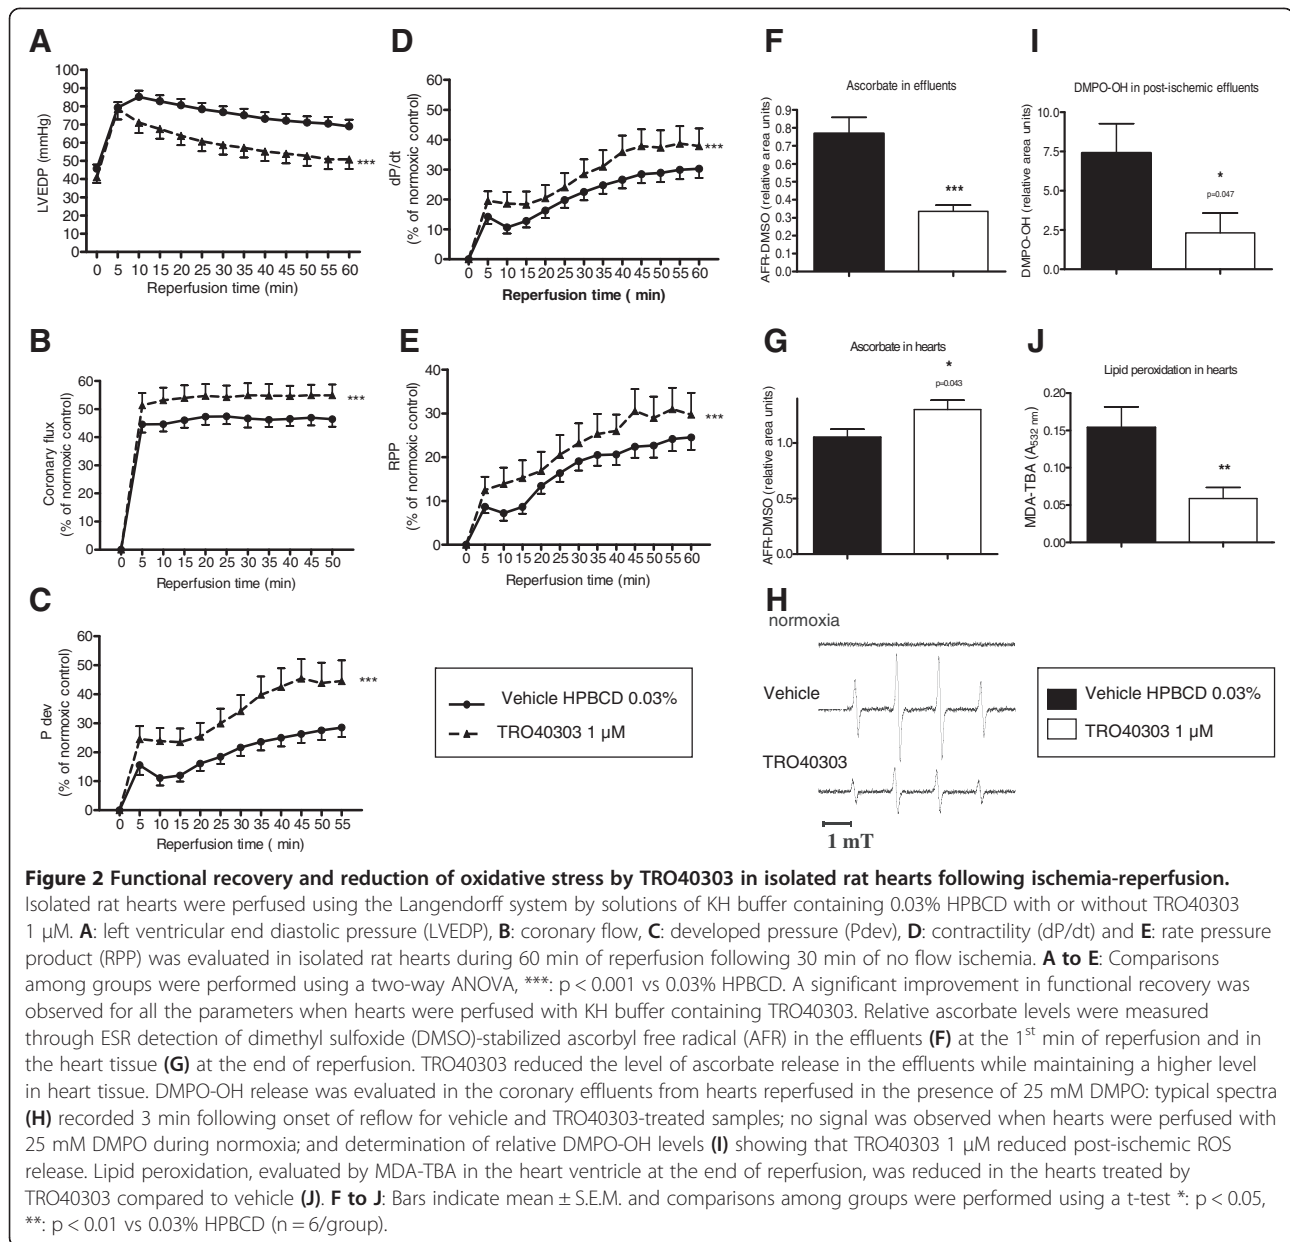 A
LVEDP (mmHg)
100
90
80
70
60
50
40
30
20
10
0
***
0 5 10 15 20 25 30 35 40 45 50 55 60
Reperfusion time (min)
B
Coronary flux
(% of normoxic control)
60
50
40
30
20
10
0
***
0 5 10 15 20 25 30 35 40 45 50
Reperfusion time (min)
C
P dev
(% of normoxic control)
60
50
40
30
20
10
0
***
0 5 10 15 20 25 30 35 40 45 50 55
Reperfusion time ( min)
D
dP/dt
(% of normoxic control)
60
50
40
30
20
10
0
***
0 5 10 15 20 25 30 35 40 45 50 55 60
Reperfusion time ( min)
E
RPP
(% of normoxic control)
40
30
20
10
0
***
0 5 10 15 20 25 30 35 40 45 50 55 60
Reperfusion time (min)
Vehicle HPBCD 0.03%
TRO40303 1 µM
F
Ascorbate in effluents
AFR-DMSO (relative area units)
0.9
0.8
0.7
0.6
0.5
0.4
0.3
0.2
0.1
0.0
***
G
Ascorbate in hearts
*
p=0.043
AFR-DMSO (relative area units)
1.0
0.5
0.0
H
normoxia
Vehicle
TRO40303
1 mT
I
DMPO-OH in post-ischemic effluents
DMPO-OH (relative area units)
10.0
7.5
5.0
2.5
0.0
*
p=0.047
J
Lipid peroxidation in hearts
MDA-TBA (A532 nm)
0.20
0.15
0.10
0.05
0.00
**
Vehicle HPBCD 0.03%
TRO40303 1 µM
Figure 2 Functional recovery and reduction of oxidative stress by TRO40303 in isolated rat hearts following ischemia-reperfusion.
Isolated rat hearts were perfused using the Langendorff system by solutions of KH buffer containing 0.03% HPBCD with or without TRO40303
1 µM. A: left ventricular end diastolic pressure (LVEDP), B: coronary flow, C: developed pressure (Pdev), D: contractility (dP/dt) and E: rate pressure
product (RPP) was evaluated in isolated rat hearts during 60 min of reperfusion following 30 min of no flow ischemia. A to E: Comparisons
among groups were performed using a two-way ANOVA, ***: p < 0.001 vs 0.03% HPBCD. A significant improvement in functional recovery was
observed for all the parameters when hearts were perfused with KH buffer containing TRO40303. Relative ascorbate levels were measured
through ESR detection of dimethyl sulfoxide (DMSO)-stabilized ascorbyl free radical (AFR) in the effluents (F) at the 1st min of reperfusion and in
the heart tissue (G) at the end of reperfusion. TRO40303 reduced the level of ascorbate release in the effluents while maintaining a higher level
in heart tissue. DMPO-OH release was evaluated in the coronary effluents from hearts reperfused in the presence of 25 mM DMPO: typical spectra
(H) recorded 3 min following onset of reflow for vehicle and TRO40303-treated samples; no signal was observed when hearts were perfused with
25 mM DMPO during normoxia; and determination of relative DMPO-OH levels (I) showing that TRO40303 1 µM reduced post-ischemic ROS
release. Lipid peroxidation, evaluated by MDA-TBA in the heart ventricle at the end of reperfusion, was reduced in the hearts treated by
TRO40303 compared to vehicle (J). F to J: Bars indicate mean ± S.E.M. and comparisons among groups were performed using a t-test *: p < 0.05,
**: p < 0.01 vs 0.03% HPBCD (n = 6/group).